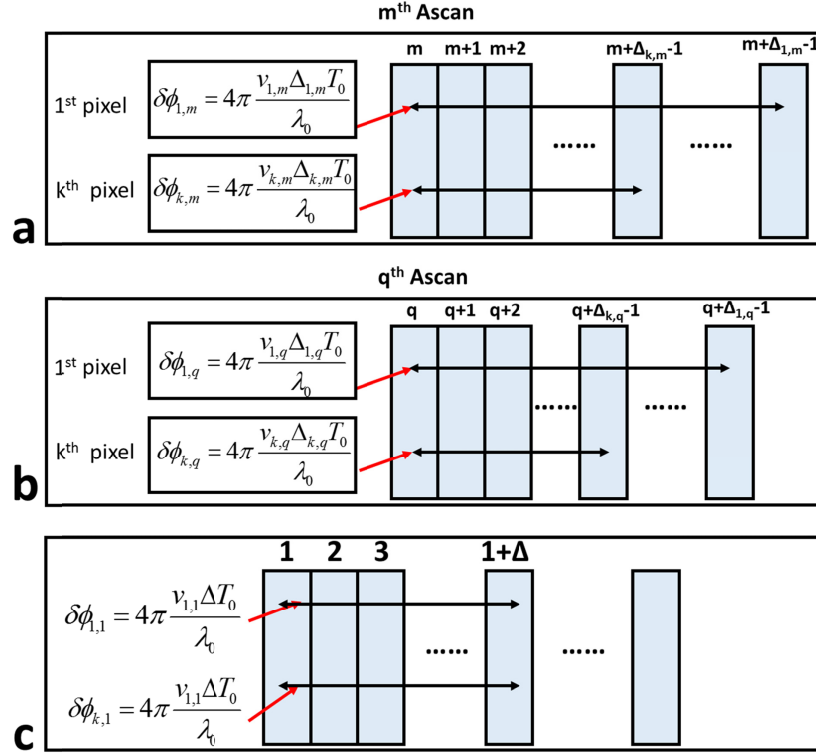 mth Ascan
m m+1 m+2 m+Δk,m-1 m+Δ1,m-1
1st pixel δϕ1,m = 4π v1,mΔ1,mT0 / λ0
......
......
kth pixel δϕk,m = 4π vk,mΔk,mT0 / λ0
a
qth Ascan
q q+1 q+2 q+Δk,q-1 q+Δ1,q-1
1st pixel δϕ1,q = 4π v1,qΔ1,qT0 / λ0
......
......
kth pixel δϕk,q = 4π vk,qΔk,qT0 / λ0
b
1 2 3 1+Δ
δϕ1,1 = 4π v1,1ΔT0 / λ0
......
......
δϕk,1 = 4π v1,1ΔT0 / λ0
c